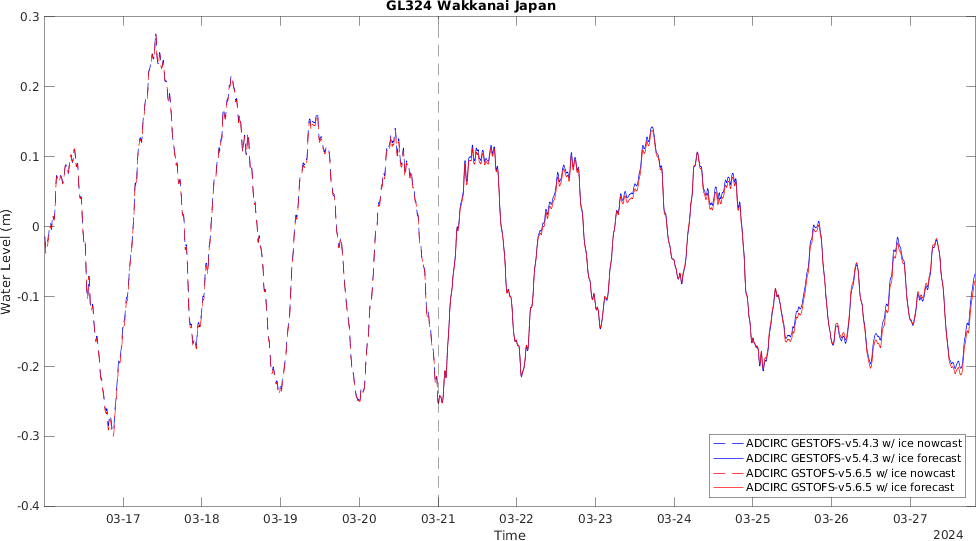 GL324 Wakkanai Japan
Water Level (m)
0.3
0.2
0.1
0
-0.1
-0.2
-0.3
-0.4
ADCIRC GESTOFS-v5.4.3 w/ ice nowcast
ADCIRC GESTOFS-v5.4.3 w/ ice forecast
ADCIRC GSTOFS-v5.6.5 w/ ice nowcast
ADCIRC GSTOFS-v5.6.5 w/ ice forecast
03-17 03-18 03-19 03-20 03-21 03-22 03-23 03-24 03-25 03-26 03-27
Time
2024